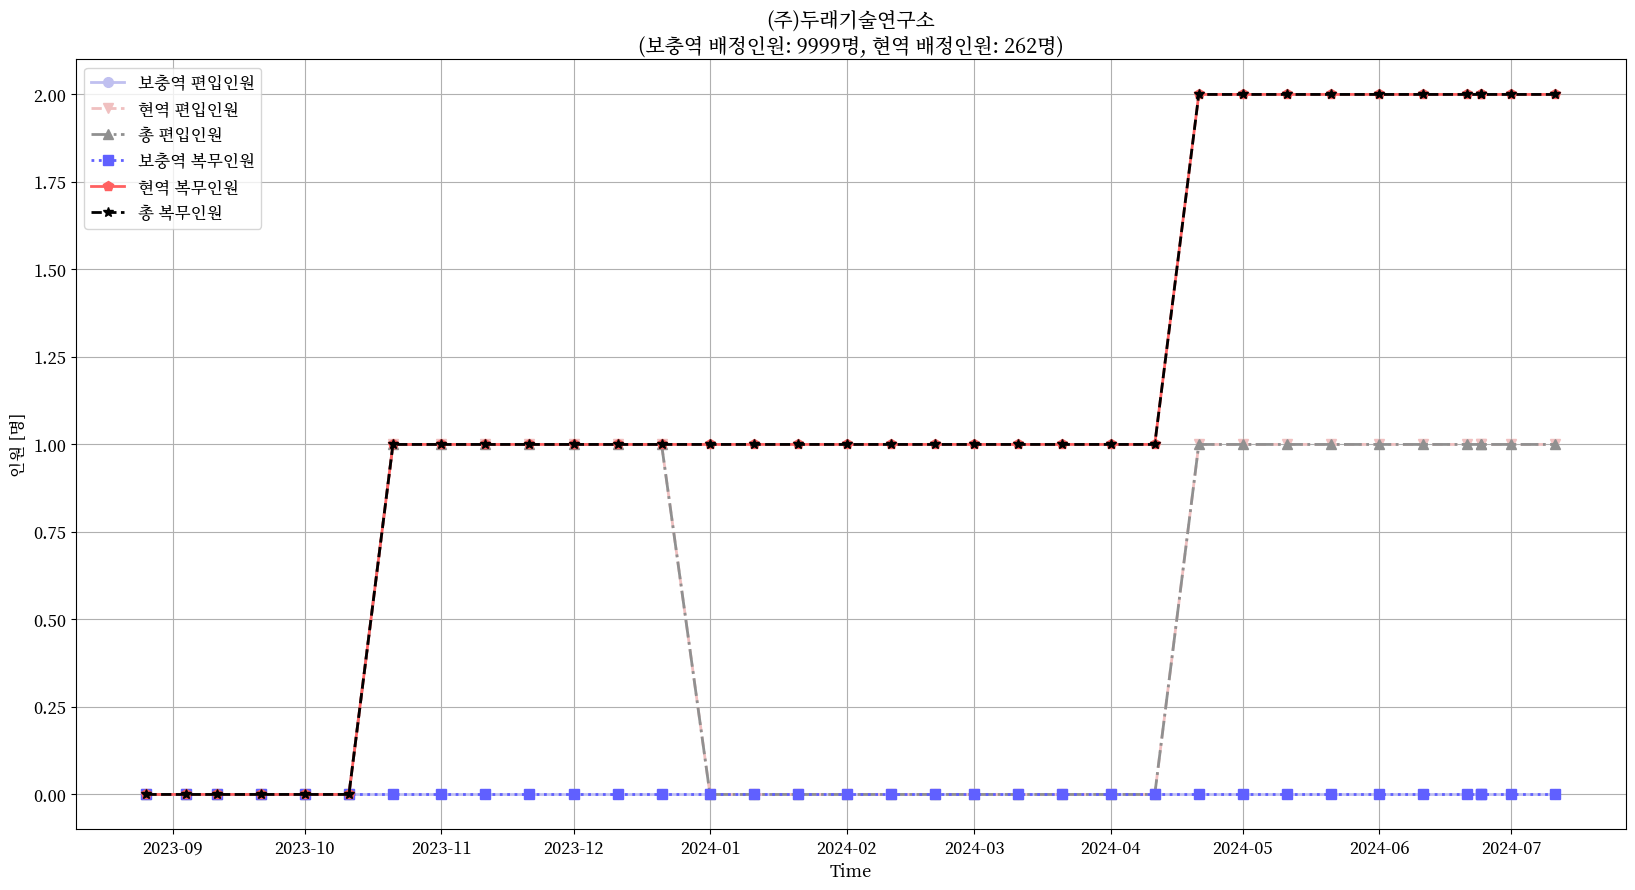 (주)두래기술연구소
(보충역 배정인원: 9999명, 현역 배정인원: 262명)
보충역 편입인원
현역 편입인원
총 편입인원
보충역 복무인원
현역 복무인원
총 복무인원
인원 [명]
2.00
1.75
1.50
1.25
1.00
0.75
0.50
0.25
0.00
2023-09
2023-10
2023-11
2023-12
2024-01
2024-02
2024-03
2024-04
2024-05
2024-06
2024-07
Time